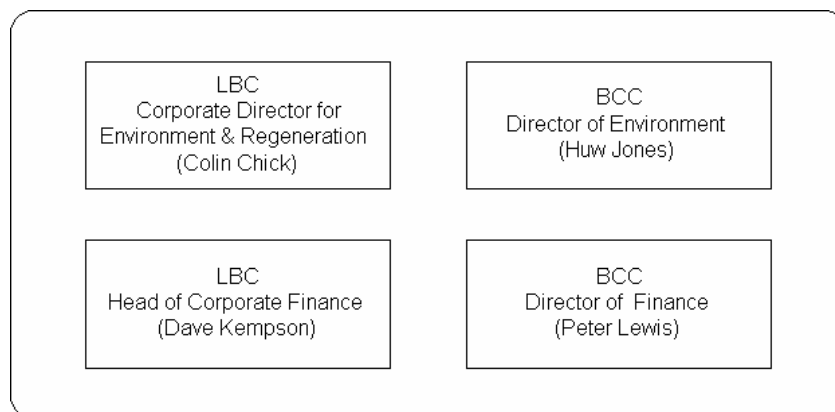 LBC
Corporate Director for
Environment & Regeneration
(Colin Chick)
BCC
Director of Environment
(Huw Jones)
LBC
Head of Corporate Finance
(Dave Kempson)
BCC
Director of Finance
(Peter Lewis)